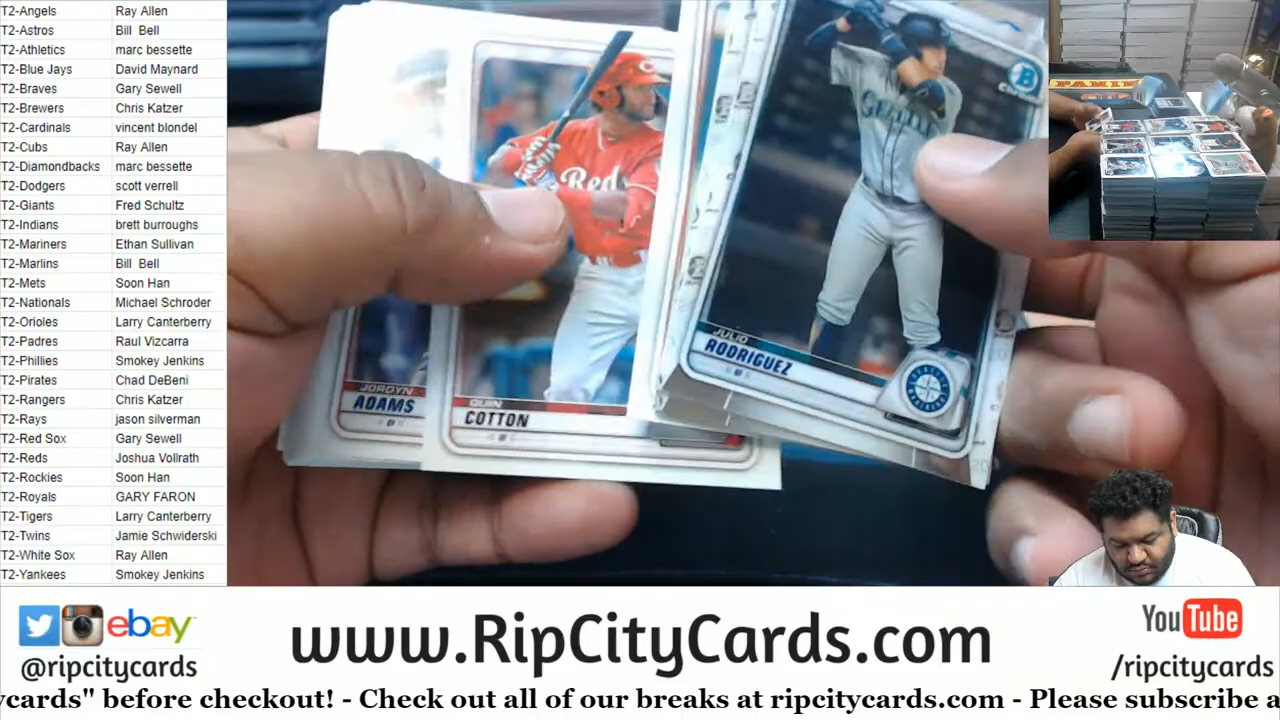 T2-Angels Ray Allen
T2-Astros Bill Bell
T2-Athletics marc bessette
T2-Blue Jays David Maynard
T2-Braves Gary Sewell
T2-Brewers Chris Katzer
T2-Cardinals vincent blondel
T2-Cubs Ray Allen
T2-Diamondbacks marc bessette
T2-Dodgers scott verrell
T2-Giants Fred Schultz
T2-Indians brett burroughs
T2-Mariners Ethan Sullivan
T2-Marlins Bill Bell
T2-Mets Soon Han
T2-Nationals Michael Schroder
T2-Orioles Larry Canterberry
T2-Padres Raul Vizcarra
T2-Phillies Smokey Jenkins
T2-Pirates Chad DeBeni
T2-Rangers Chris Katzer
T2-Rays jason silverman
T2-Red Sox Gary Sewell
T2-Reds Joshua Vollrath
T2-Rockies Soon Han
T2-Royals GARY FARON
T2-Tigers Larry Canterberry
T2-Twins Jamie Schwiderski
T2-White Sox Ray Allen
T2-Yankees Smokey Jenkins
JORDYN
ADAMS
Red
QUIN
COTTON
B
JULIO
RODRIGUEZ
PANINI
ebay
@ripcitycards
www.RipCityCards.com
YouTube
/ripcitycards
ycards" before checkout! - Check out all of our breaks at ripcitycards.com - Please subscribe a